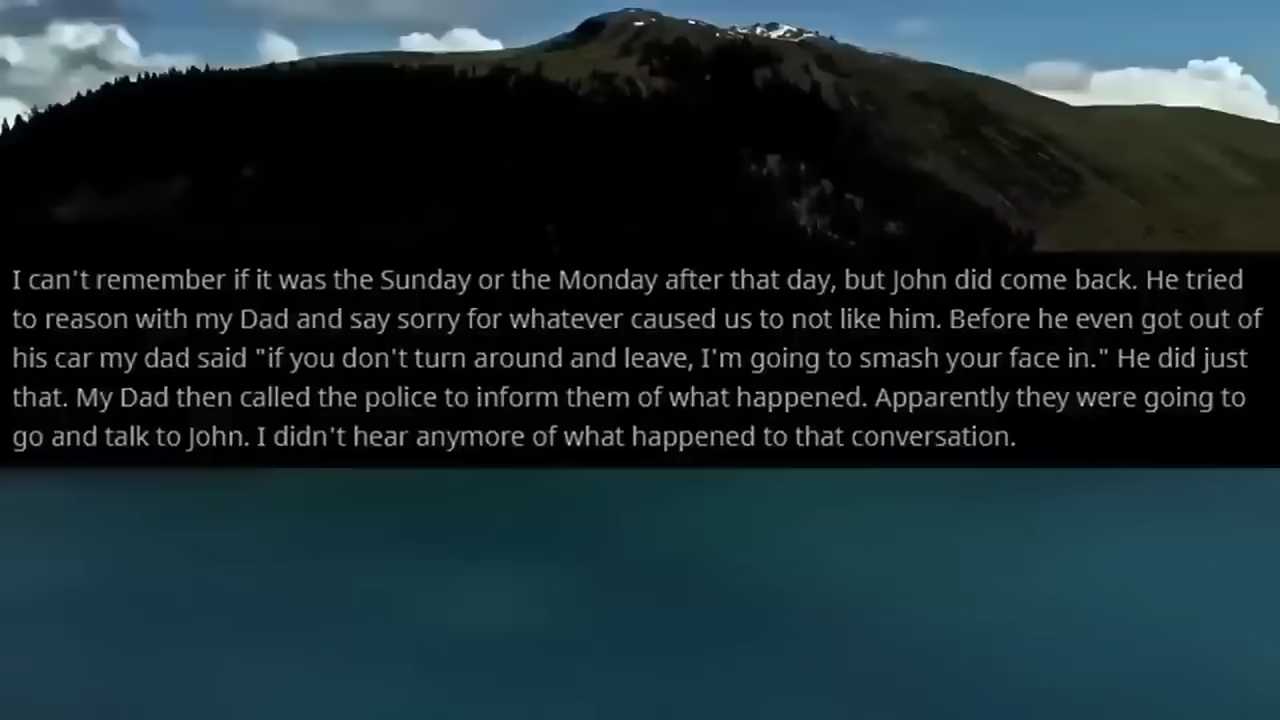 I can't remember if it was the Sunday or the Monday after that day, but John did come back. He tried
to reason with my Dad and say sorry for whatever caused us to not like him. Before he even got out of
his car my dad said "if you don't turn around and leave, I'm going to smash your face in." He did just
that. My Dad then called the police to inform them of what happened. Apparently they were going to
go and talk to John. I didn't hear anymore of what happened to that conversation.